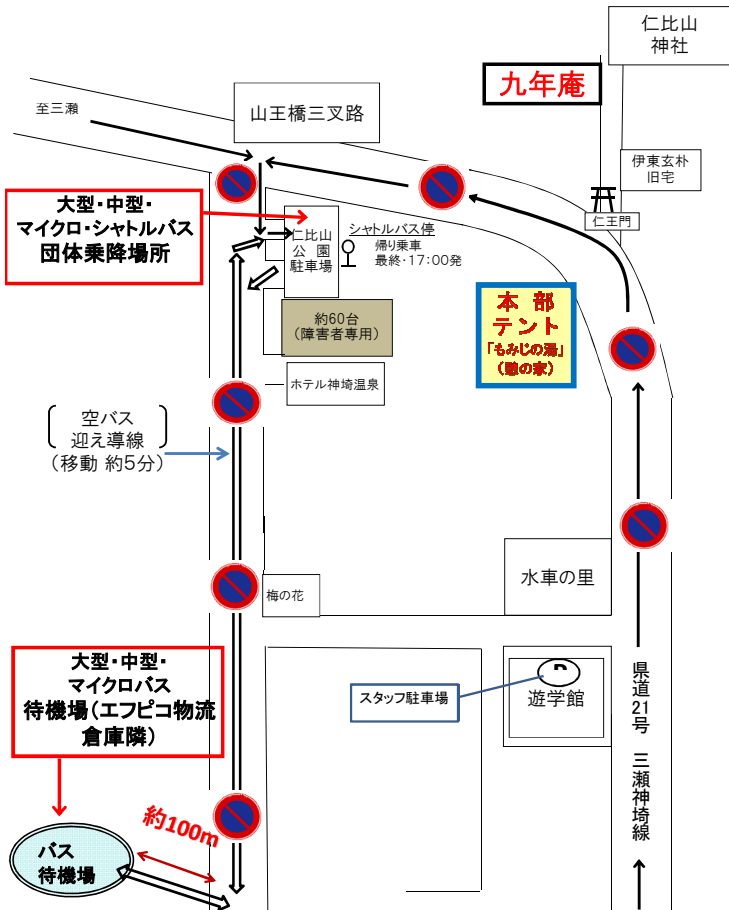 仁比山
神社
九年庵
至三瀬
山王橋三叉路
伊東玄朴
旧宅
仁王門
大型・中型・
マイクロ・シャトルバス
団体乗降場所
仁比山
公園
駐車場
シャトルバス停
帰り乗車
最終・17:00発
本部
テント
「もみじの湯」
(憩の家)
約60台
(障害者専用)
ホテル神埼温泉
空バス
迎え導線
(移動 約5分)
水車の里
梅の花
大型・中型・
マイクロバス
待機場(エフピコ物流
倉庫隣)
スタッフ駐車場
P
遊学館
県道21号 三瀬神埼線
約100m
バス
待機場